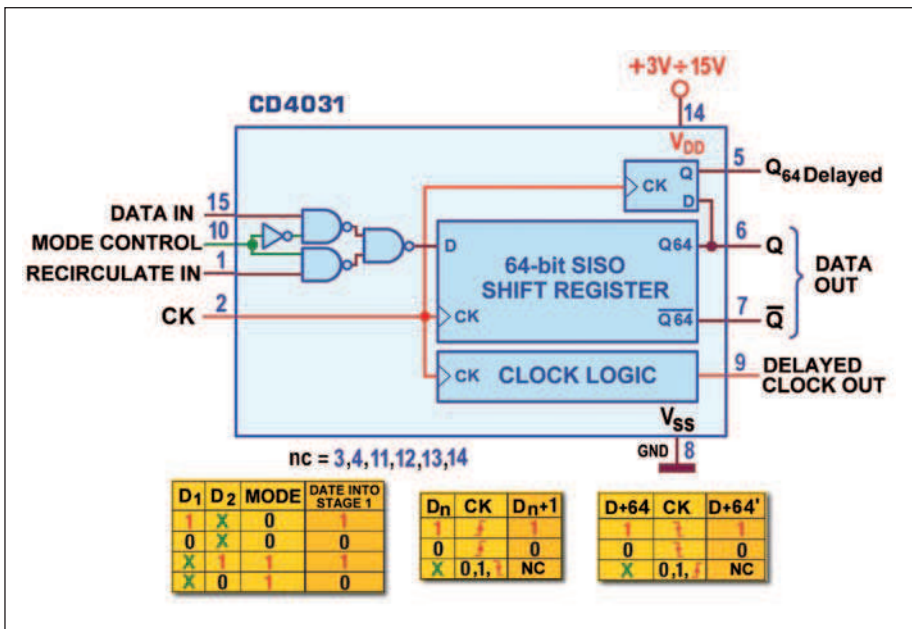 +3V÷15V
CD4031
14
VDD
5
Q
Q64 Delayed
CK
D
15
DATA IN
10
MODE CONTROL
1
RECIRCULATE IN
2
CK
D
Q64
6
Q
64-bit SISO
SHIFT REGISTER
DATA
OUT
CK
Q64
7
Q
CK
CLOCK LOGIC
9
DELAYED
CLOCK OUT
VSS
GND
8
nc = 3,4,11,12,13,14
D1 D2 MODE DATE INTO STAGE 1
1 X 0 1
0 X 0 0
X 1 1 1
X 0 1 0
Dn CK Dn+1
1 1
0 0
X 0,1, NC
D+64 CK D+64'
1 1
0 0
X 0,1, NC